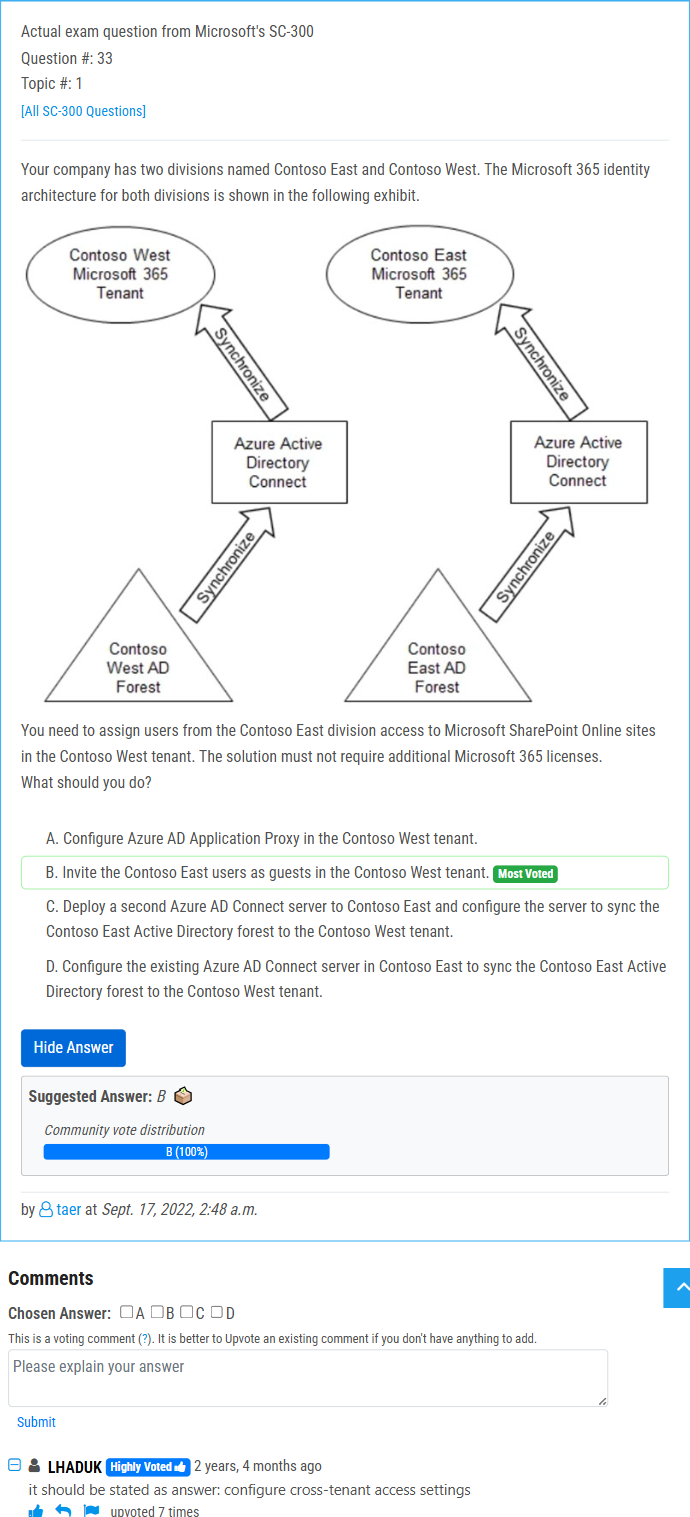 Actual exam question from Microsoft's SC-300
Question #: 33
Topic #: 1
[All SC-300 Questions]
Your company has two divisions named Contoso East and Contoso West. The Microsoft 365 identity
architecture for both divisions is shown in the following exhibit.
Contoso West
Microsoft 365
Tenant
Contoso East
Microsoft 365
Tenant
Synchronize
Synchronize
Azure Active
Directory
Connect
Azure Active
Directory
Connect
Synchronize
Synchronize
Contoso
West AD
Forest
Contoso
East AD
Forest
You need to assign users from the Contoso East division access to Microsoft SharePoint Online sites
in the Contoso West tenant. The solution must not require additional Microsoft 365 licenses.
What should you do?
A. Configure Azure AD Application Proxy in the Contoso West tenant.
B. Invite the Contoso East users as guests in the Contoso West tenant. Most Voted
C. Deploy a second Azure AD Connect server to Contoso East and configure the server to sync the
Contoso East Active Directory forest to the Contoso West tenant.
D. Configure the existing Azure AD Connect server in Contoso East to sync the Contoso East Active
Directory forest to the Contoso West tenant.
Hide Answer
Suggested Answer: B
Community vote distribution
B (100%)
by taer at Sept. 17, 2022, 2:48 a.m.
Comments
Chosen Answer: A B C D
This is a voting comment (?). It is better to Upvote an existing comment if you don't have anything to add.
Please explain your answer
Submit
LHADUK Highly Voted 2 years, 4 months ago
it should be stated as answer: configure cross-tenant access settings
upvoted 7 times